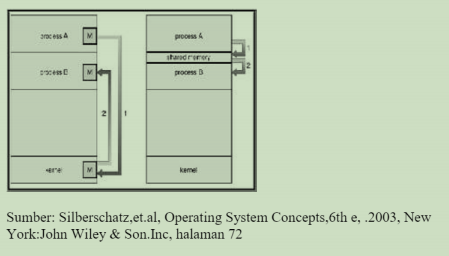 process A M
process A
1
shared memory
2
process B M
process B
2 1
kernel M
kernel
Sumber: Silberschatz,et.al, Operating System Concepts,6th e, .2003, New
York:John Wiley & Son.Inc, halaman 72